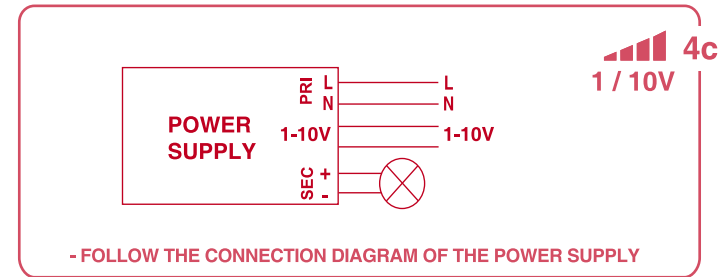 4c
1 / 10V
PRI L L
N N
POWER
SUPPLY
1-10V 1-10V
SEC +
-
- FOLLOW THE CONNECTION DIAGRAM OF THE POWER SUPPLY